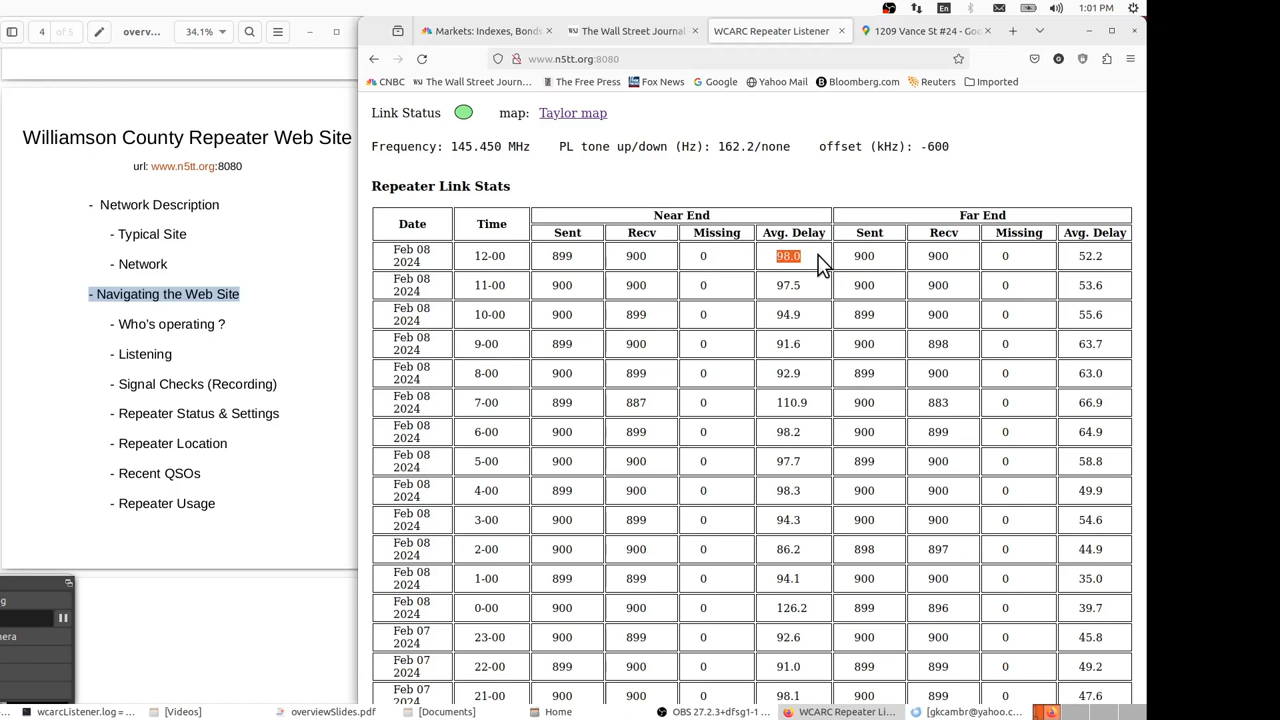 En 1:01 PM
4 of 5 overv... 34.1%
Markets: Indexes, Bonds The Wall Street Journal WCARC Repeater Listener 1209 Vance St #24 - Goo
www.n5tt.org:8080
CNBC The Wall Street Journ... The Free Press Fox News Google Yahoo Mail Bloomberg.com Reuters Imported
Williamson County Repeater Web Site
url: www.n5tt.org:8080
- Network Description
- Typical Site
- Network
- Navigating the Web Site
- Who's operating ?
- Listening
- Signal Checks (Recording)
- Repeater Status & Settings
- Repeater Location
- Recent QSOs
- Repeater Usage
Link Status map: Taylor map
Frequency: 145.450 MHz PL tone up/down (Hz): 162.2/none offset (kHz): -600
Repeater Link Stats
Date Time Near End Far End
Sent Recv Missing Avg. Delay Sent Recv Missing Avg. Delay
Feb 08 2024 12-00 899 900 0 98.0 900 900 0 52.2
Feb 08 2024 11-00 900 900 0 97.5 900 900 0 53.6
Feb 08 2024 10-00 900 899 0 94.9 899 900 0 55.6
Feb 08 2024 9-00 899 900 0 91.6 900 898 0 63.7
Feb 08 2024 8-00 900 899 0 92.9 899 900 0 63.0
Feb 08 2024 7-00 899 887 0 110.9 900 883 0 66.9
Feb 08 2024 6-00 900 899 0 98.2 900 899 0 64.9
Feb 08 2024 5-00 900 900 0 97.7 899 900 0 58.8
Feb 08 2024 4-00 899 900 0 98.3 900 900 0 49.9
Feb 08 2024 3-00 900 899 0 94.3 900 900 0 54.6
Feb 08 2024 2-00 900 900 0 86.2 898 897 0 44.9
Feb 08 2024 1-00 899 899 0 94.1 900 900 0 35.0
Feb 08 2024 0-00 900 900 0 126.2 899 896 0 39.7
Feb 07 2024 23-00 900 899 0 92.6 900 900 0 45.8
Feb 07 2024 22-00 899 900 0 91.0 899 899 0 49.2
Feb 07 2024 21-00 900 900 0 98.1 900 899 0 47.6
wcarcListener.log = ... [Videos] overviewSlides.pdf [Documents] Home OBS 27.2.3+dfsg1-1 ... WCARC Repeater Li... [gkcambr@yahoo.c...